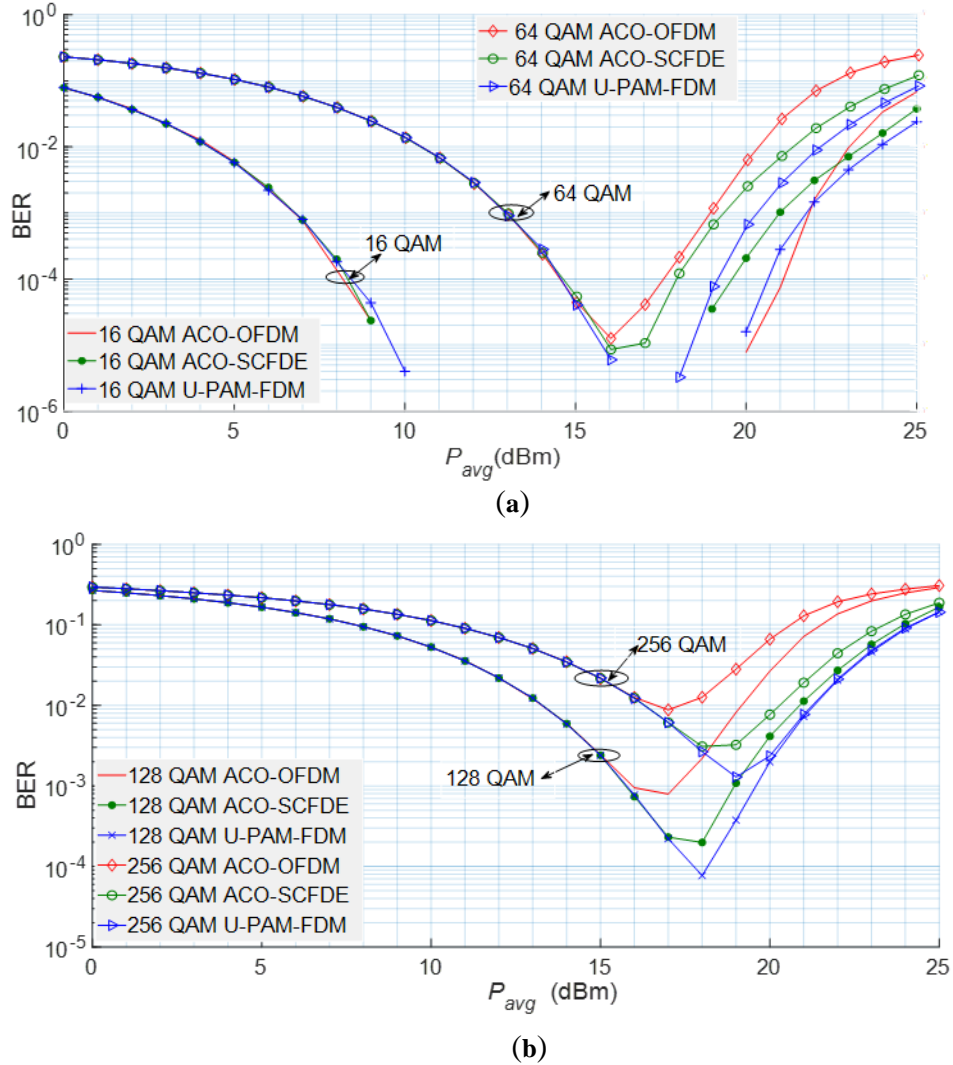 10^0
10^-2
10^-4
10^-6
BER
64 QAM ACO-OFDM
64 QAM ACO-SCFDE
64 QAM U-PAM-FDM
64 QAM
16 QAM
16 QAM ACO-OFDM
16 QAM ACO-SCFDE
16 QAM U-PAM-FDM
0 5 10 15 20 25
P_avg (dBm)
(a)
10^0
10^-1
10^-2
10^-3
10^-4
10^-5
BER
256 QAM
128 QAM
128 QAM ACO-OFDM
128 QAM ACO-SCFDE
128 QAM U-PAM-FDM
256 QAM ACO-OFDM
256 QAM ACO-SCFDE
256 QAM U-PAM-FDM
0 5 10 15 20 25
P_avg (dBm)
(b)